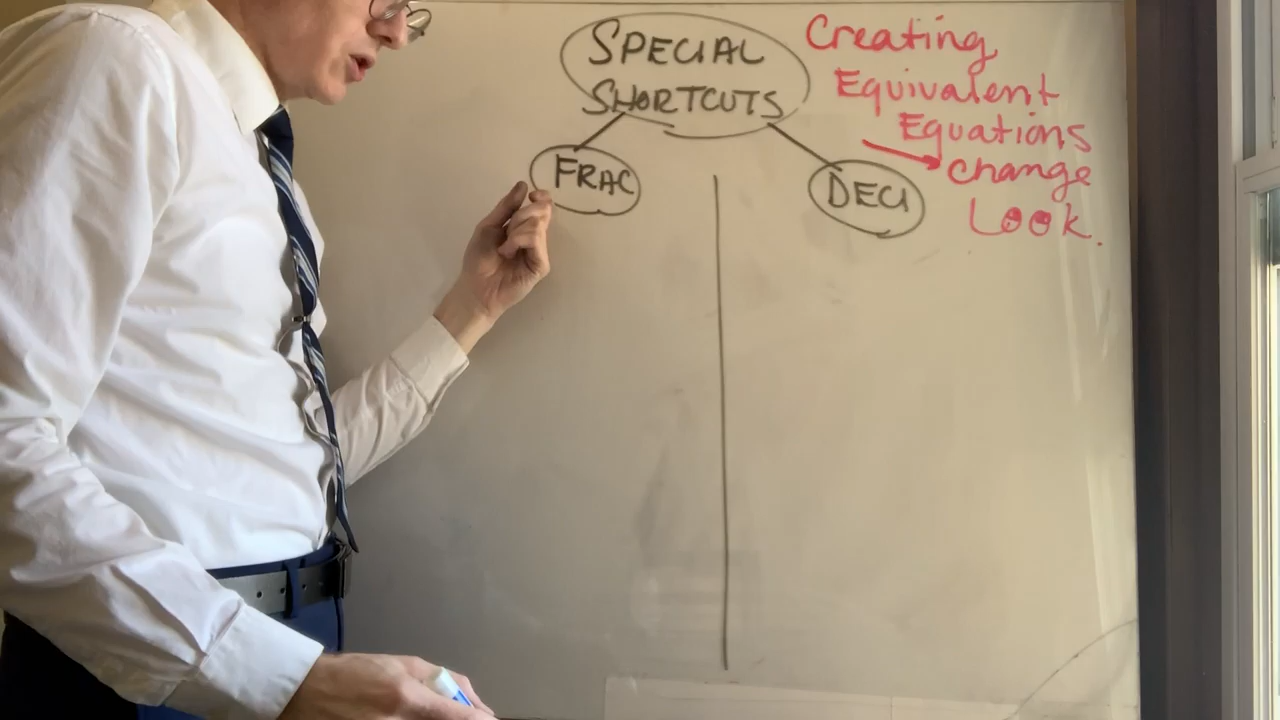 SPECIAL
SHORTCUTS
FRAC
DECI
Creating
Equivalent
Equations
change
Look.